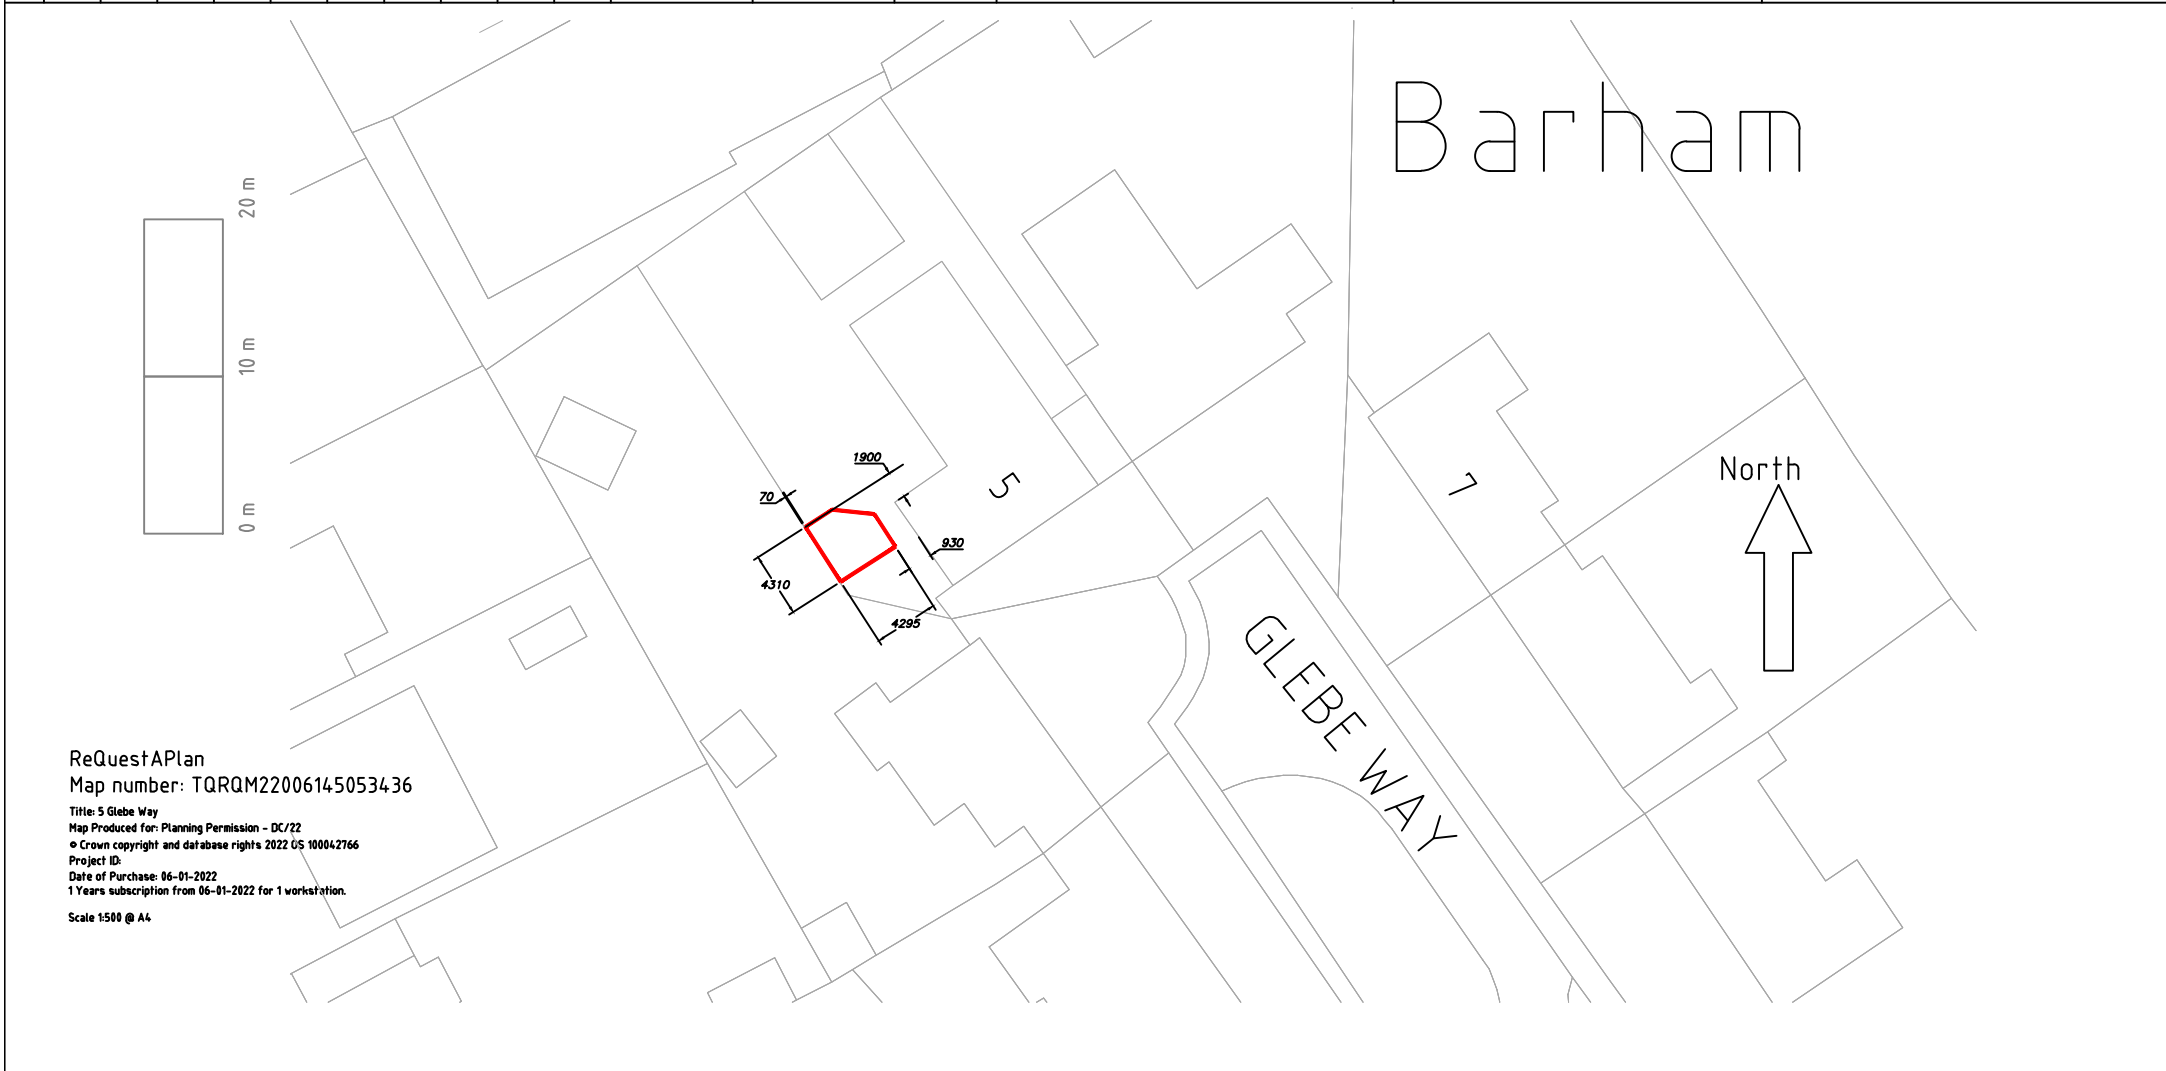 Barham
20 m
10 m
0 m
1900
70
5
930
4310
4295
7
North
GLEBE WAY
ReQuestAPlan
Map number: TQRQM22006145053436
Title: 5 Glebe Way
Map Produced for: Planning Permission - DC/22
© Crown copyright and database rights 2022 OS 100042766
Project ID:
Date of Purchase: 06-01-2022
1 Years subscription from 06-01-2022 for 1 workstation.
Scale 1:500 @ A4